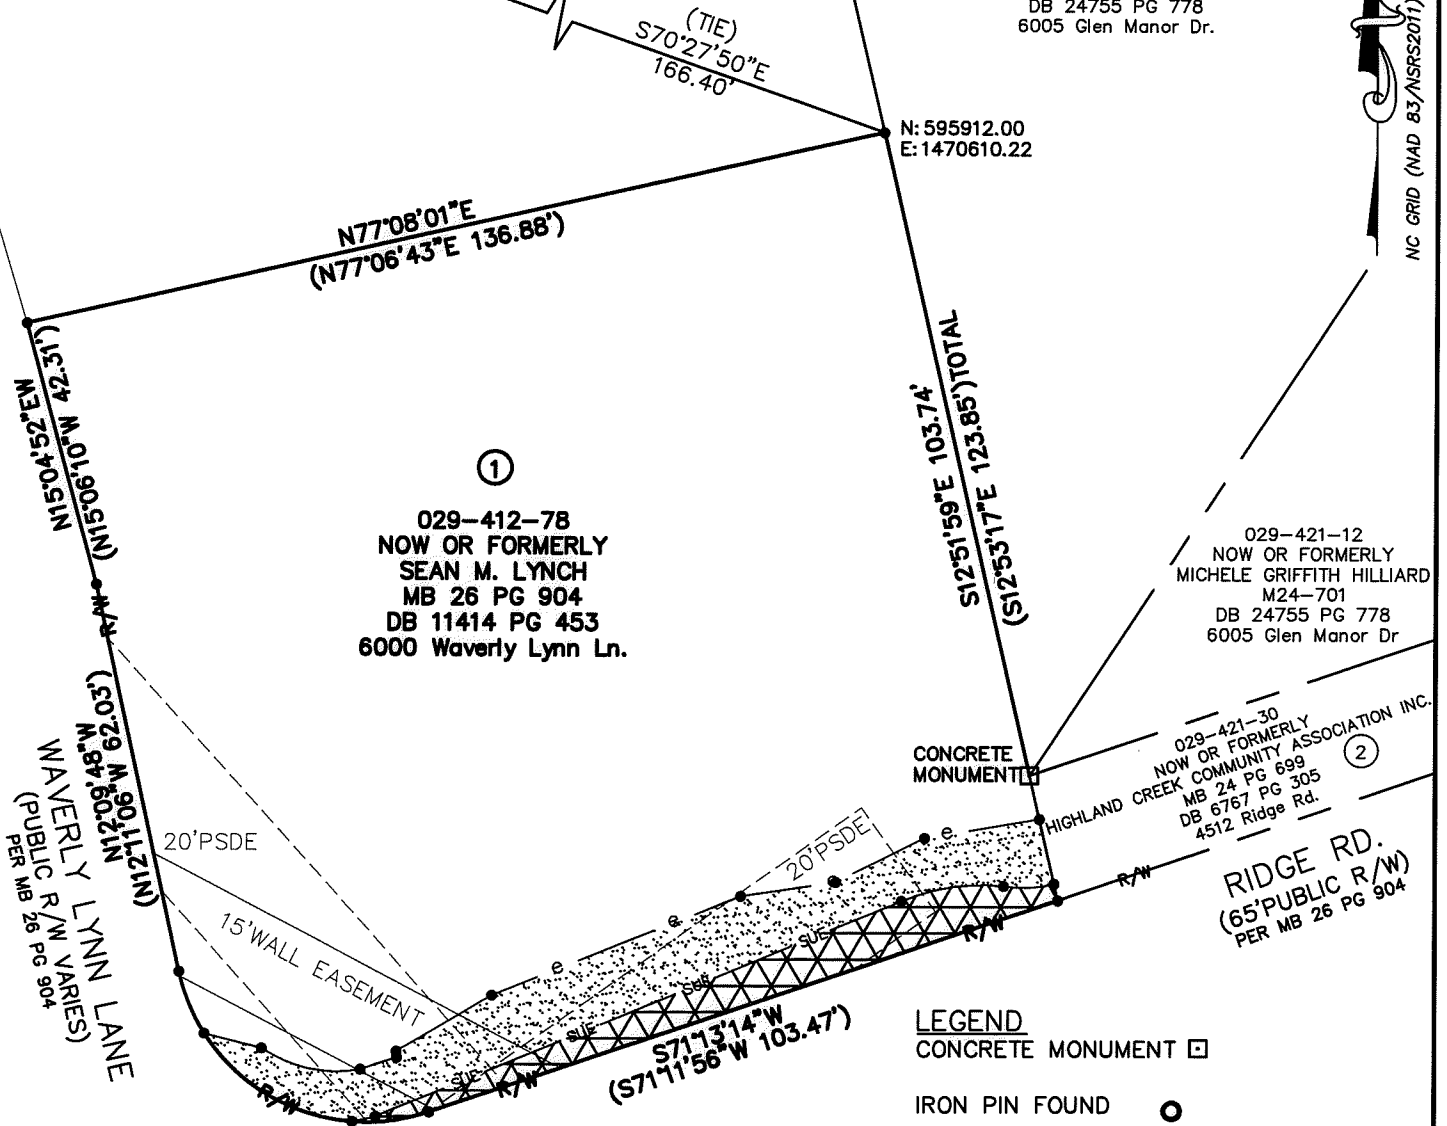 DB 24755 PG 778
6005 Glen Manor Dr.
NC GRID (NAD 83/NSRS2011)
(TIE)
S70°27'50"E
166.40'
N: 595912.00
E: 1470610.22
N77°08'01"E
(N77°06'43"E 136.88')
N15°04'52"EW
(N15°06'10"W 42.31')
R/W
S12°51'59"E 103.74'
(S12°53'17"E 123.85')TOTAL
1
029-412-78
NOW OR FORMERLY
SEAN M. LYNCH
MB 26 PG 904
DB 11414 PG 453
6000 Waverly Lynn Ln.
029-421-12
NOW OR FORMERLY
MICHELE GRIFFITH HILLIARD
M24-701
DB 24755 PG 778
6005 Glen Manor Dr
N12°09'48"W
(N12°11'06"W 62.03')
WAVERLY LYNN LANE
(PUBLIC R/W VARIES)
PER MB 26 PG 904
CONCRETE
MONUMENT
029-421-30
NOW OR FORMERLY
HIGHLAND CREEK COMMUNITY ASSOCIATION INC.
MB 24 PG 699
DB 6767 PG 305
4512 Ridge Rd.
2
20'PSDE
15'WALL EASEMENT
20'PSDE
e
e
e
SUE
SUE
SUE
SUE
R/W
R/W
R/W
R/W
RIDGE RD.
(65'PUBLIC R/W)
PER MB 26 PG 904
S71°13'14"W
(S71°11'56"W 103.47')
LEGEND
CONCRETE MONUMENT
IRON PIN FOUND